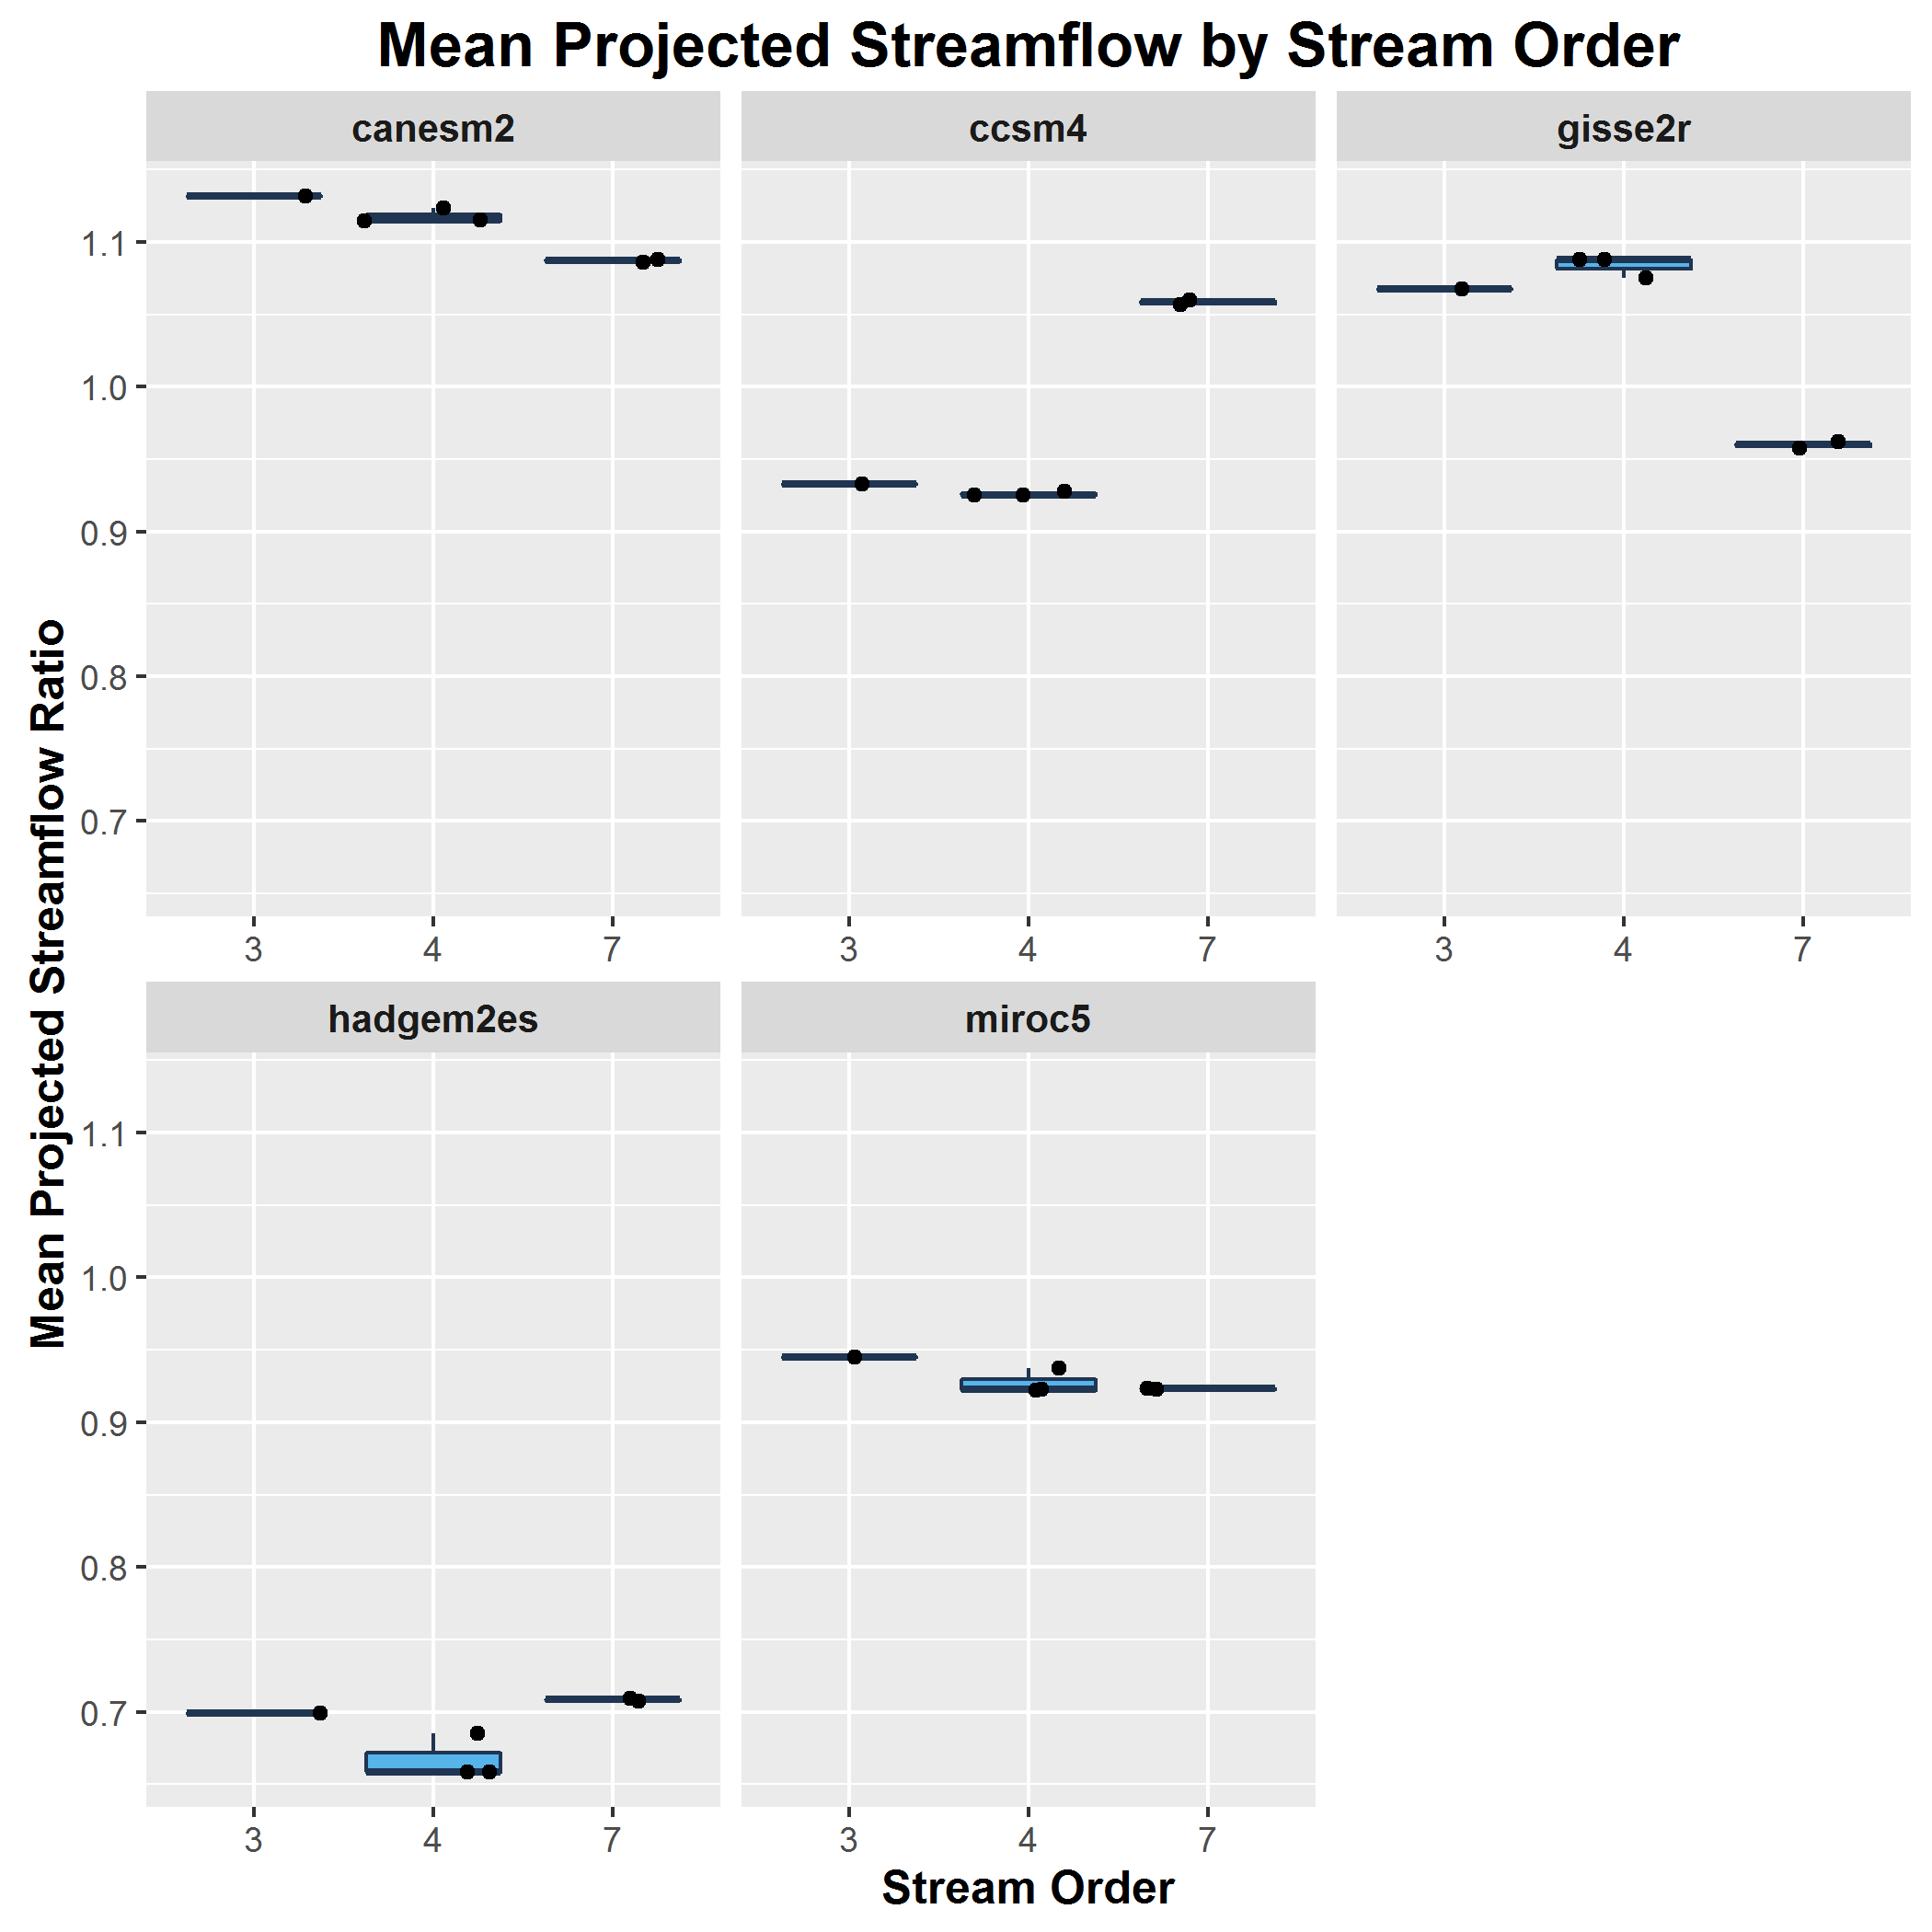 Mean Projected Streamflow by Stream Order
canesm2 ccsm4 gisse2r
1.1
1.0
0.9
0.8
0.7
3 4 7 3 4 7 3 4 7
hadgem2es miroc5
1.1
1.0
0.9
0.8
0.7
3 4 7 3 4 7
Mean Projected Streamflow Ratio
Stream Order